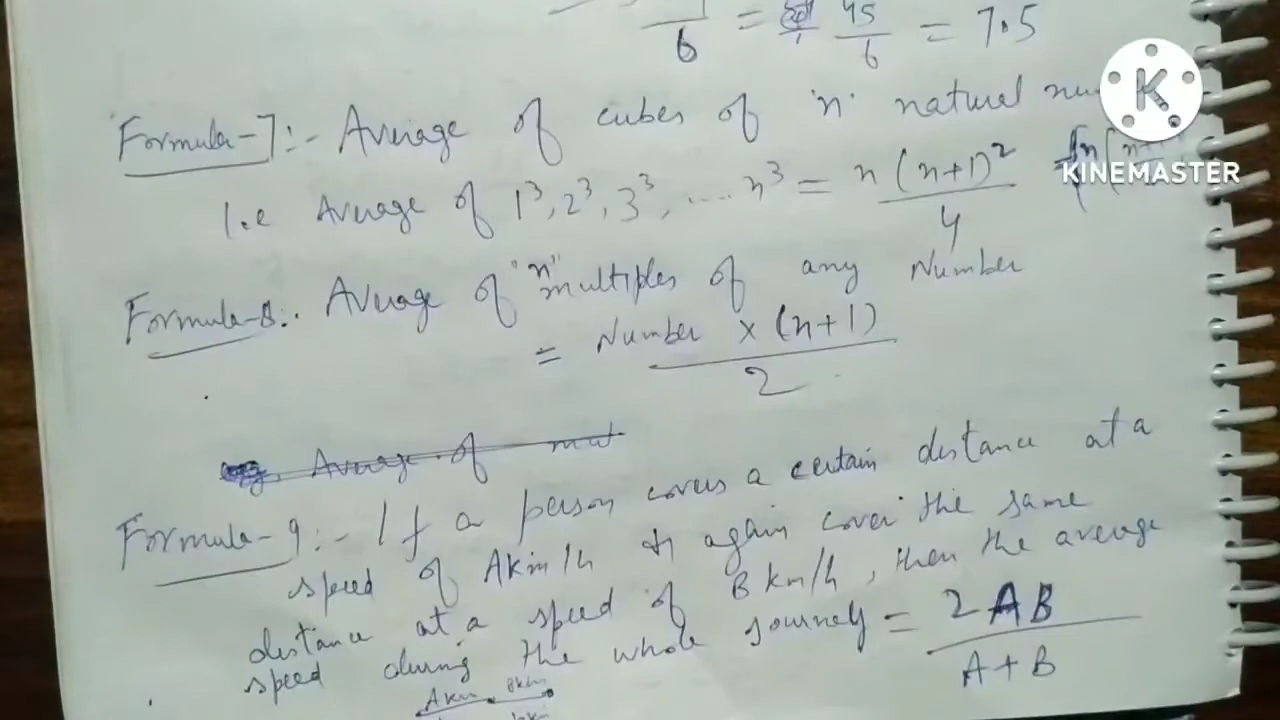 6 = 45/6 = 7.5
Formula-7:- Average of cubes of 'n' natural
I.e Average of 1³, 2³, 3³, .... n³ = n(n+1)²/4
Formula-8:. Average of "n" multiples of any Number
= Number × (n+1)/2
Average of mut
Formula-9:- If a person covers a certain distance at a
speed of A km/h & again cover the same
distance at a speed of B km/h, then the average
speed during the whole journey = 2AB/A+B
Akm
K
KINEMASTER